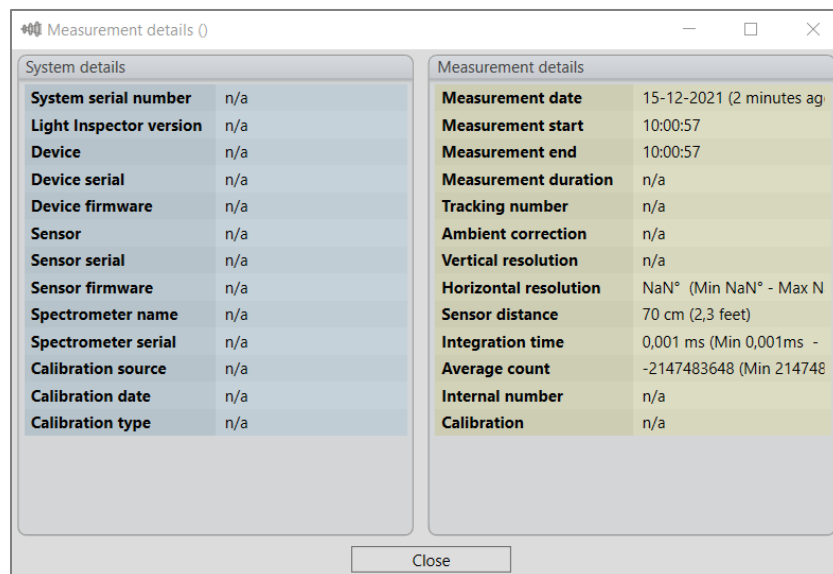 Measurement details ()
System details
System serial number n/a
Light Inspector version n/a
Device n/a
Device serial n/a
Device firmware n/a
Sensor n/a
Sensor serial n/a
Sensor firmware n/a
Spectrometer name n/a
Spectrometer serial n/a
Calibration source n/a
Calibration date n/a
Calibration type n/a
Measurement details
Measurement date 15-12-2021 (2 minutes ag
Measurement start 10:00:57
Measurement end 10:00:57
Measurement duration n/a
Tracking number n/a
Ambient correction n/a
Vertical resolution n/a
Horizontal resolution NaN° (Min NaN° - Max N
Sensor distance 70 cm (2,3 feet)
Integration time 0,001 ms (Min 0,001ms -
Average count -2147483648 (Min 214748
Internal number n/a
Calibration n/a
Close